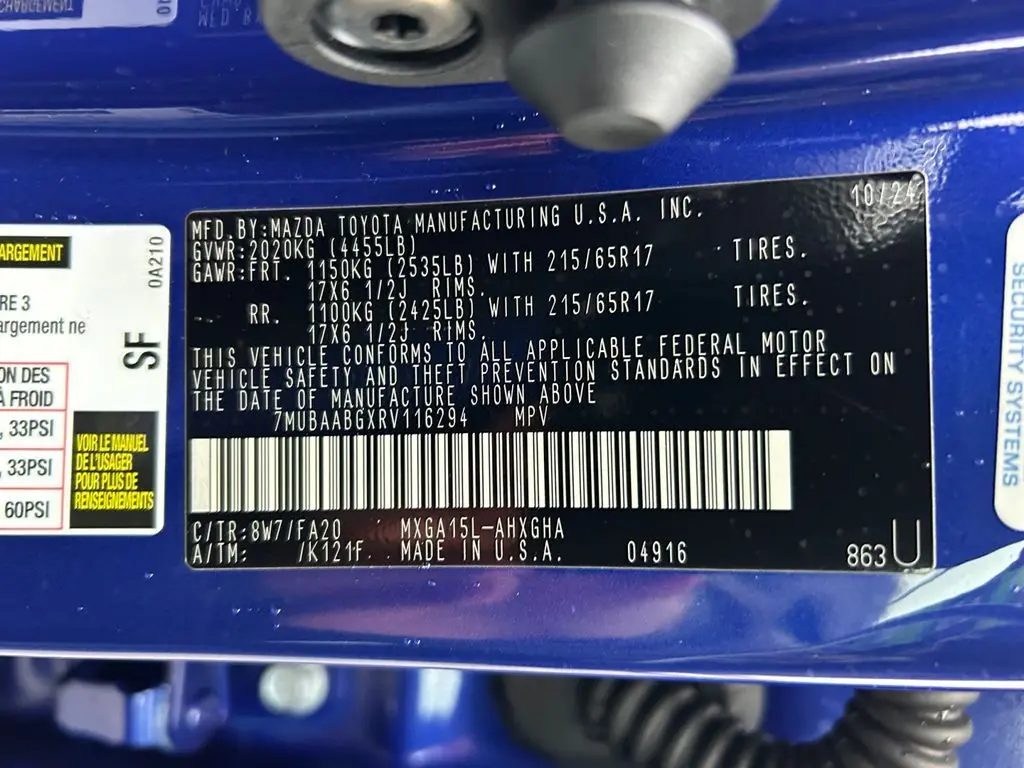 CHARGEMENT
ARGEMENT
0A210
RE 3
argement ne
SF
ON DES
À FROID
, 33PSI
, 33PSI
60PSI
VOIR LE MANUEL
DE L'USAGER
POUR PLUS DE
RENSEIGNEMENTS
10/24
MFD.BY:MAZDA TOYOTA MANUFACTURING U.S.A. INC.
GVWR:2020KG (4455LB)
GAWR:FRT. 1150KG (2535LB) WITH 215/65R17 TIRES.
17X6 1/2J RIMS.
RR. 1100KG (2425LB) WITH 215/65R17 TIRES.
17X6 1/2J RIMS.
THIS VEHICLE CONFORMS TO ALL APPLICABLE FEDERAL MOTOR
VEHICLE SAFETY AND THEFT PREVENTION STANDARDS IN EFFECT ON
THE DATE OF MANUFACTURE SHOWN ABOVE
7MUBAABGXRV116294 MPV
C/TR:8W7/FA20 MXGA15L-AHXGHA
A/TM: /K121F MADE IN U.S.A. 04916
863 U
SECURITY SYSTEMS